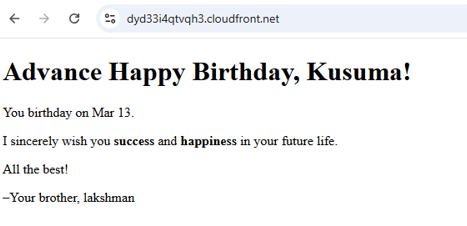 dyd33i4qtvqh3.cloudfront.net
Advance Happy Birthday, Kusuma!
You birthday on Mar 13.
I sincerely wish you success and happiness in your future life.
All the best!
–Your brother, lakshman